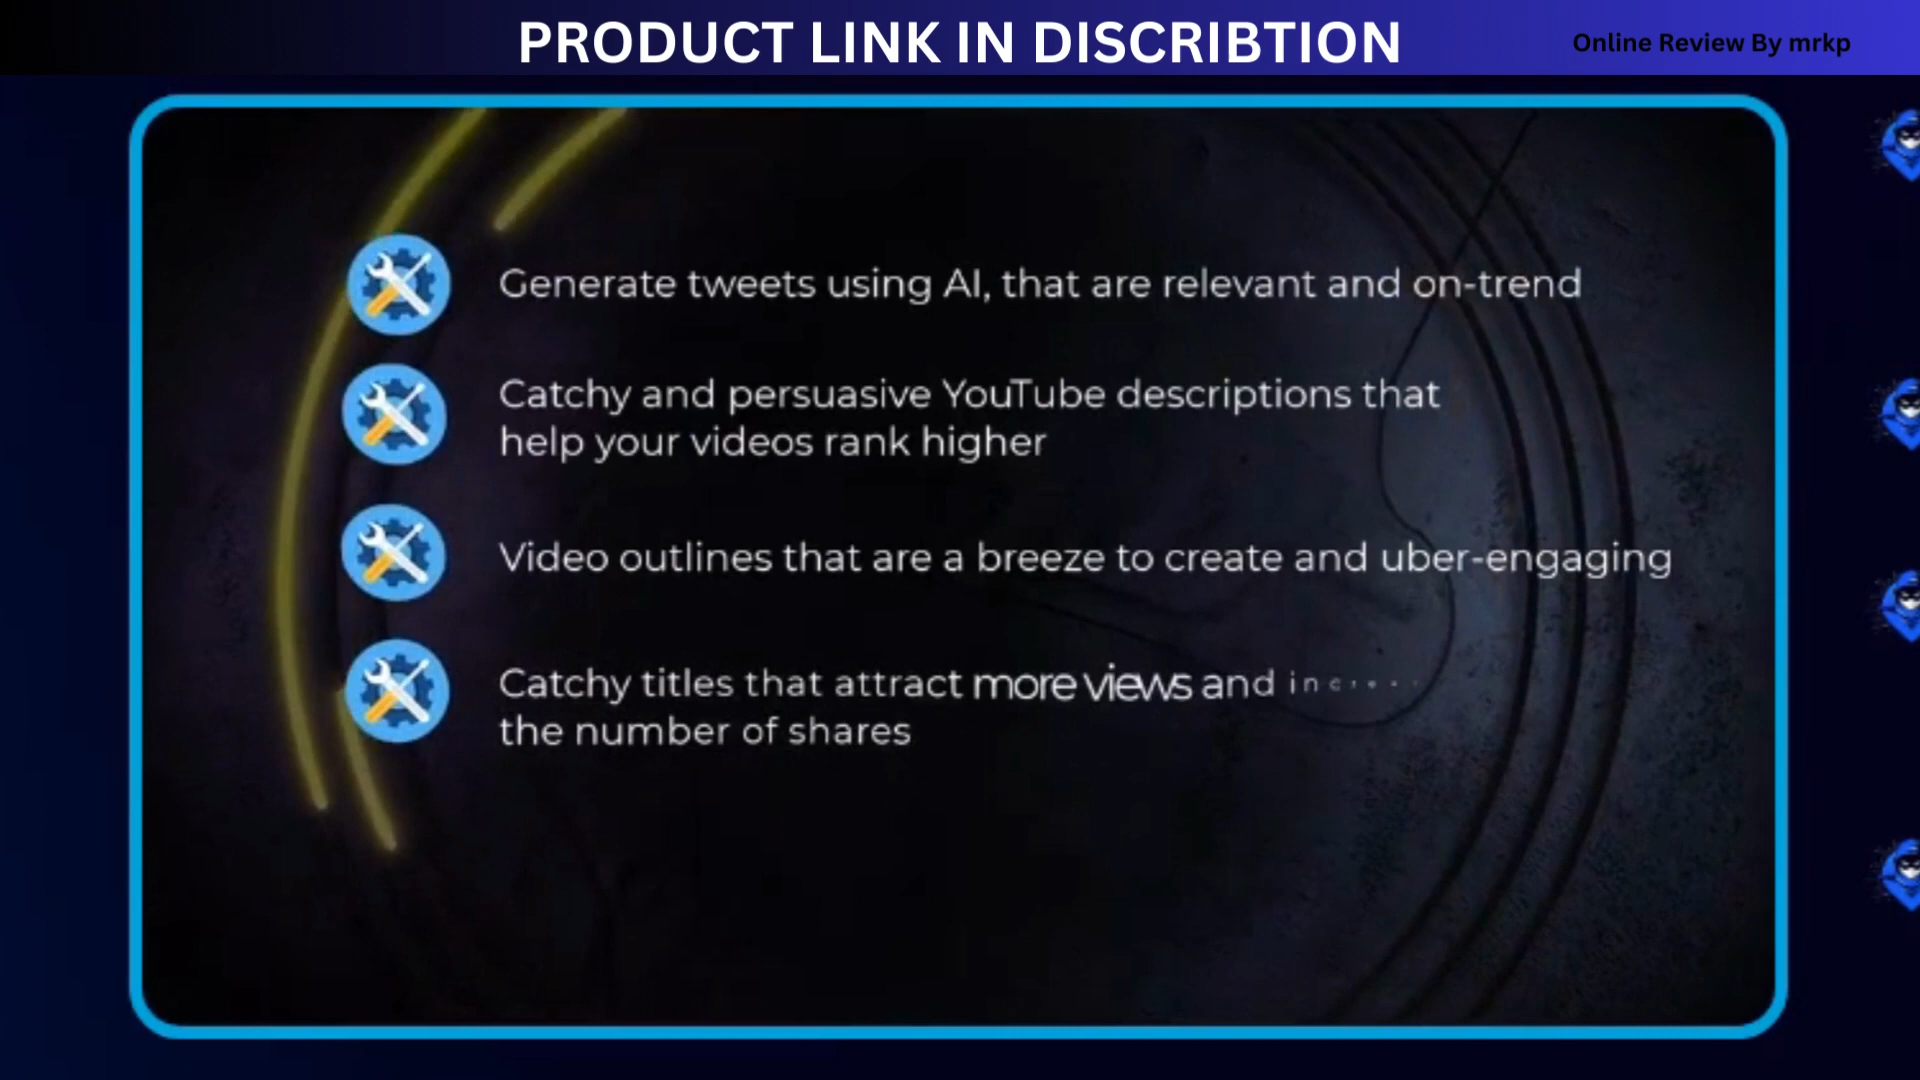 PRODUCT LINK IN DISCRIBTION
Online Review By mrkp
Generate tweets using AI, that are relevant and on-trend
Catchy and persuasive YouTube descriptions that
help your videos rank higher
Video outlines that are a breeze to create and uber-engaging
Catchy titles that attract more views and
the number of shares